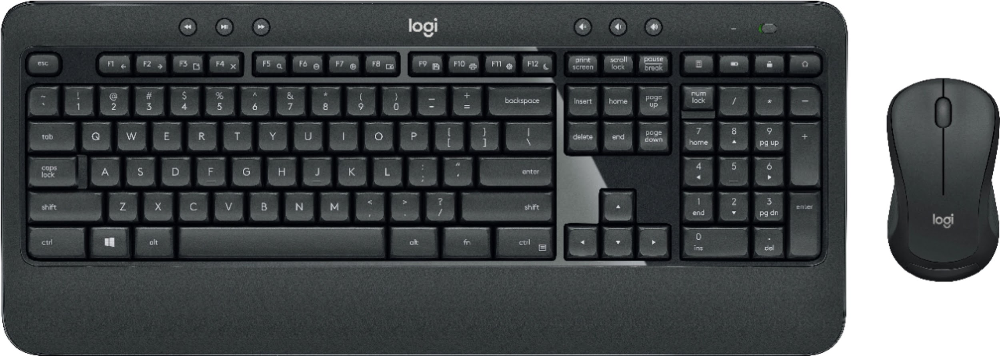 logi
esc F1 F2 F3 F4 F5 F6 F7 F8 F9 F10 F11 F12
print screen
scroll lock
pause break
~ `
! 1
@ 2
# 3
$ 4
% 5
^ 6
& 7
* 8
( 9
) 0
_ -
+ =
backspace
insert home
page up
num lock
/ * -
tab Q W E R T Y U I O P
{ [
} ]
| \
delete end
page down
7 home
8
9 pg up
+
caps lock
A S D F G H J K L
: ;
“ ‘
enter
4 5 6
shift Z X C V B N M
< ,
> .
? /
shift
1 end
2
3 pg dn
enter
ctrl alt alt fn ctrl
0 ins
. del
logi